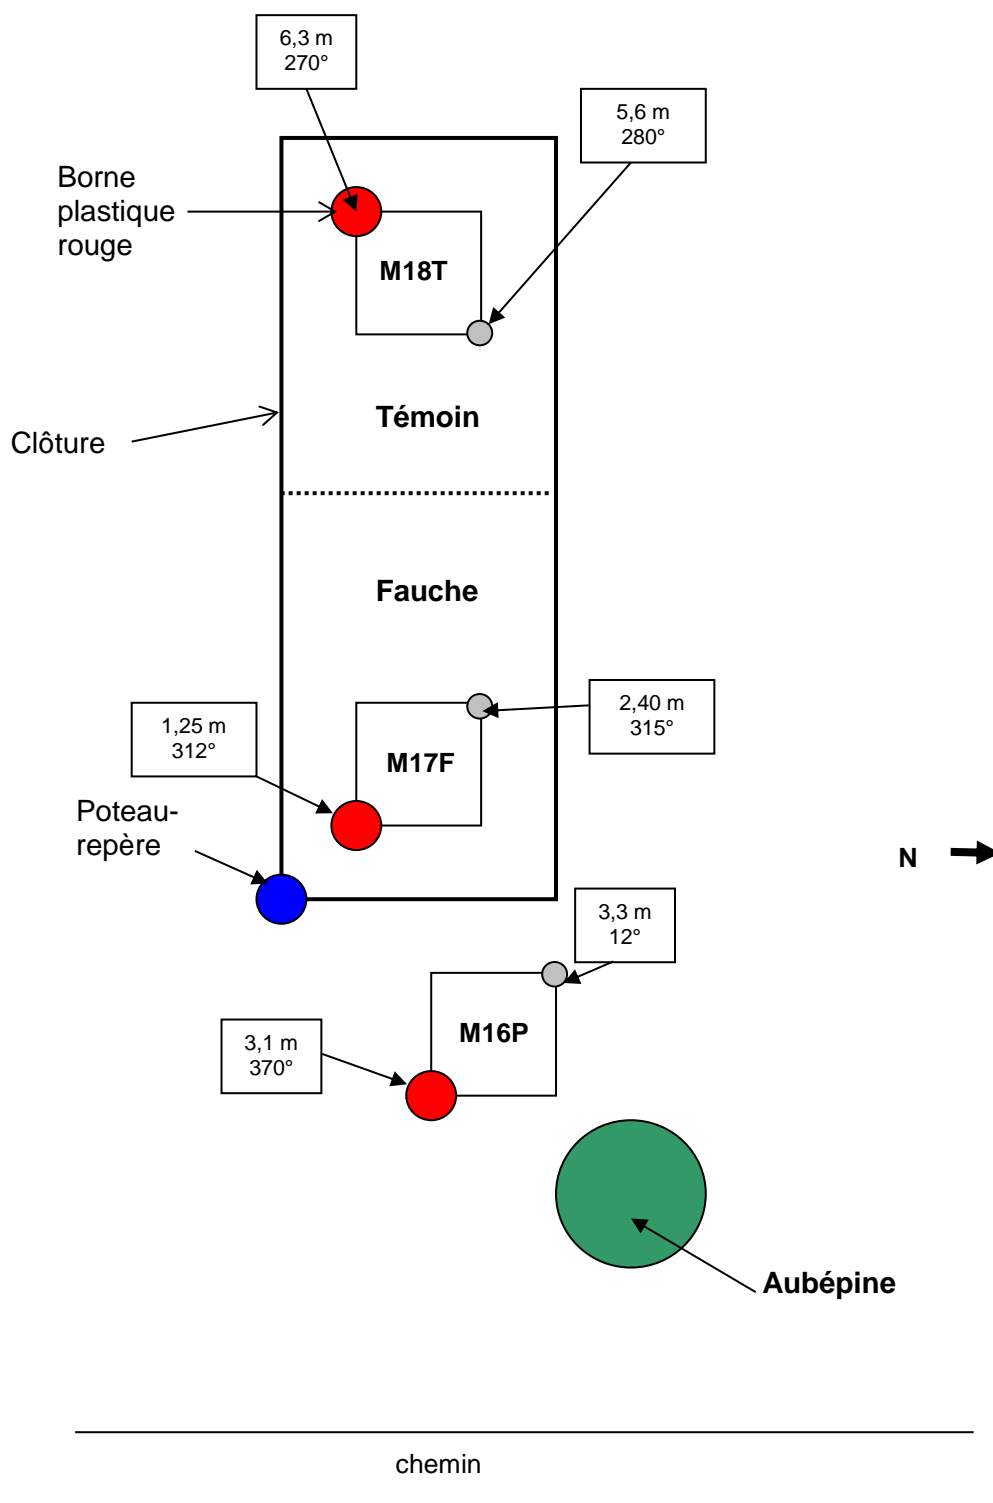 6,3 m
270°
5,6 m
280°
Borne
plastique
rouge
M18T
Témoin
Clôture
Fauche
2,40 m
315°
1,25 m
312°
M17F
Poteau-
repère
N
3,3 m
12°
M16P
3,1 m
370°
Aubépine
chemin